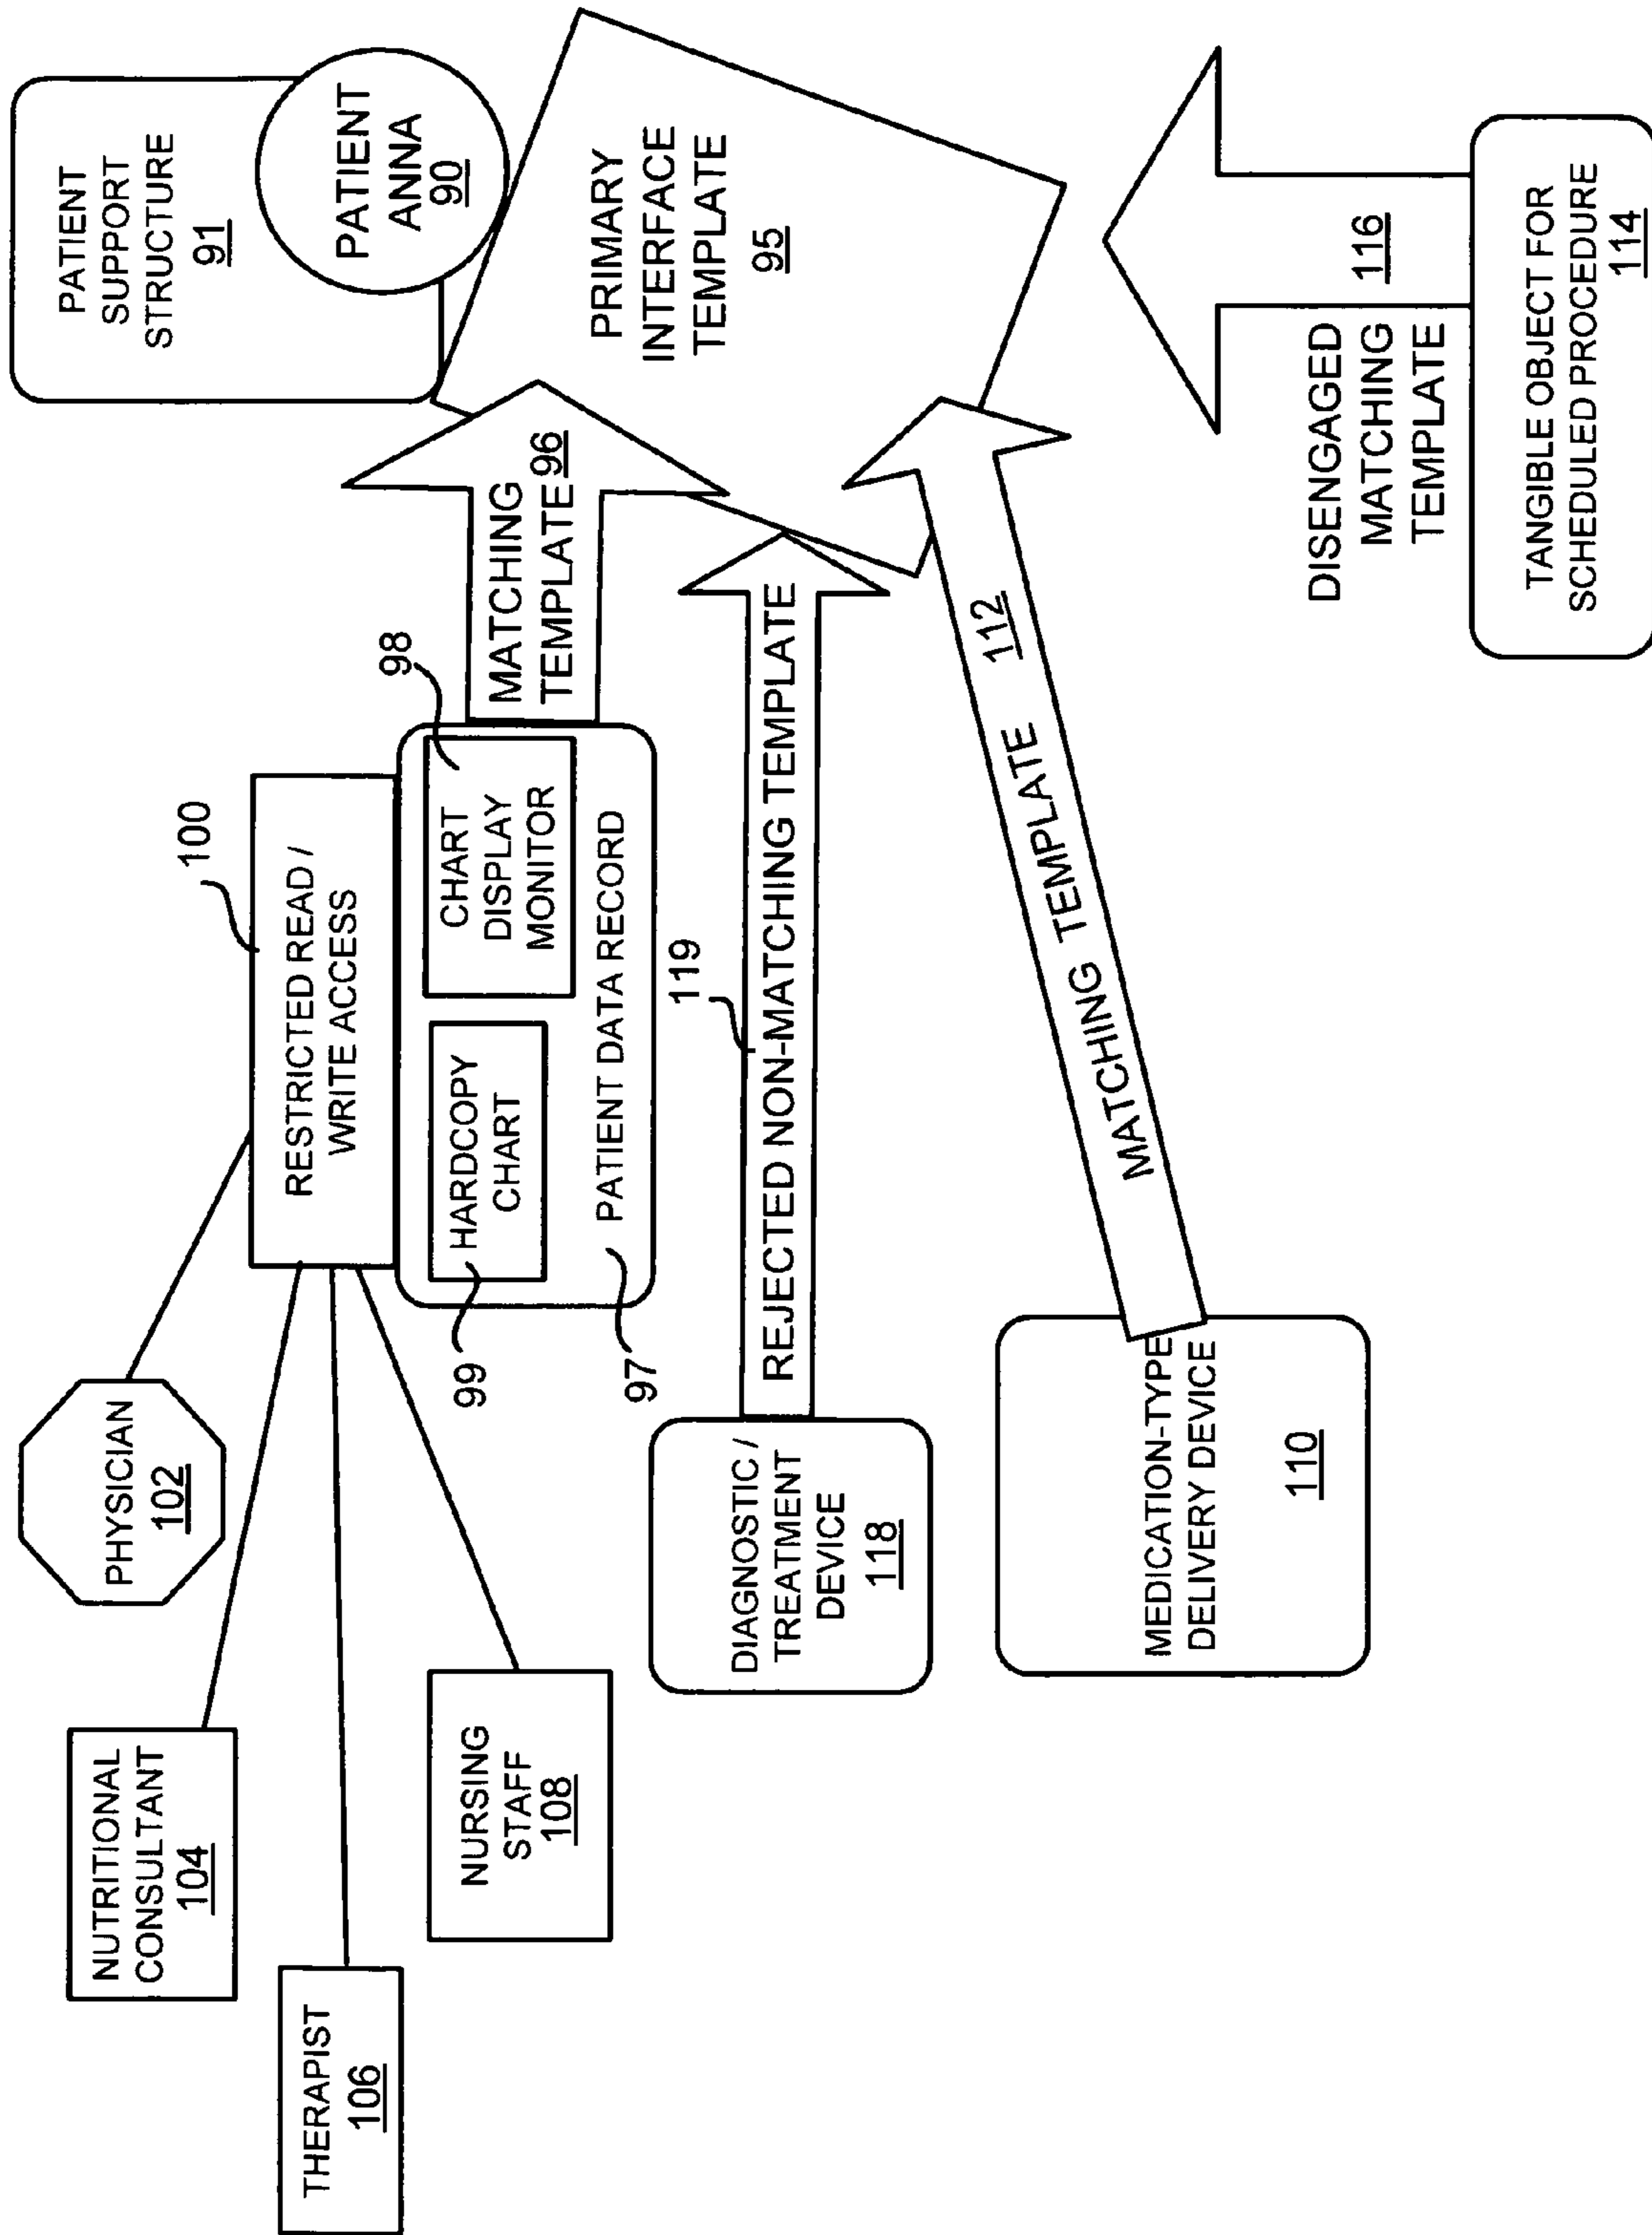 PATIENT
SUPPORT
STRUCTURE
91
PATIENT
ANNA
90
PRIMARY
INTERFACE
TEMPLATE
95
MATCHING
TEMPLATE 96
98
100
RESTRICTED READ /
WRITE ACCESS
CHART
DISPLAY
MONITOR
HARDCOPY
CHART
99
PATIENT DATA RECORD
97
PHYSICIAN
102
NUTRITIONAL
CONSULTANT
104
THERAPIST
106
NURSING
STAFF
108
119
REJECTED NON-MATCHING TEMPLATE
DIAGNOSTIC /
TREATMENT
DEVICE
118
MATCHING TEMPLATE 112
MEDICATION-TYPE
DELIVERY DEVICE
110
DISENGAGED
MATCHING
TEMPLATE
116
TANGIBLE OBJECT FOR
SCHEDULED PROCEDURE
114